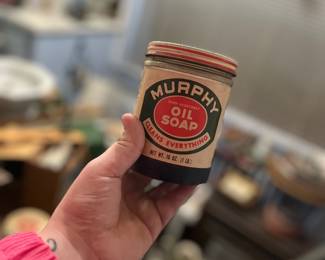 MURPHY
OIL
SOAP
CLEANS EVERYTHING
NET WT. 16 OZ. (1 LB.)